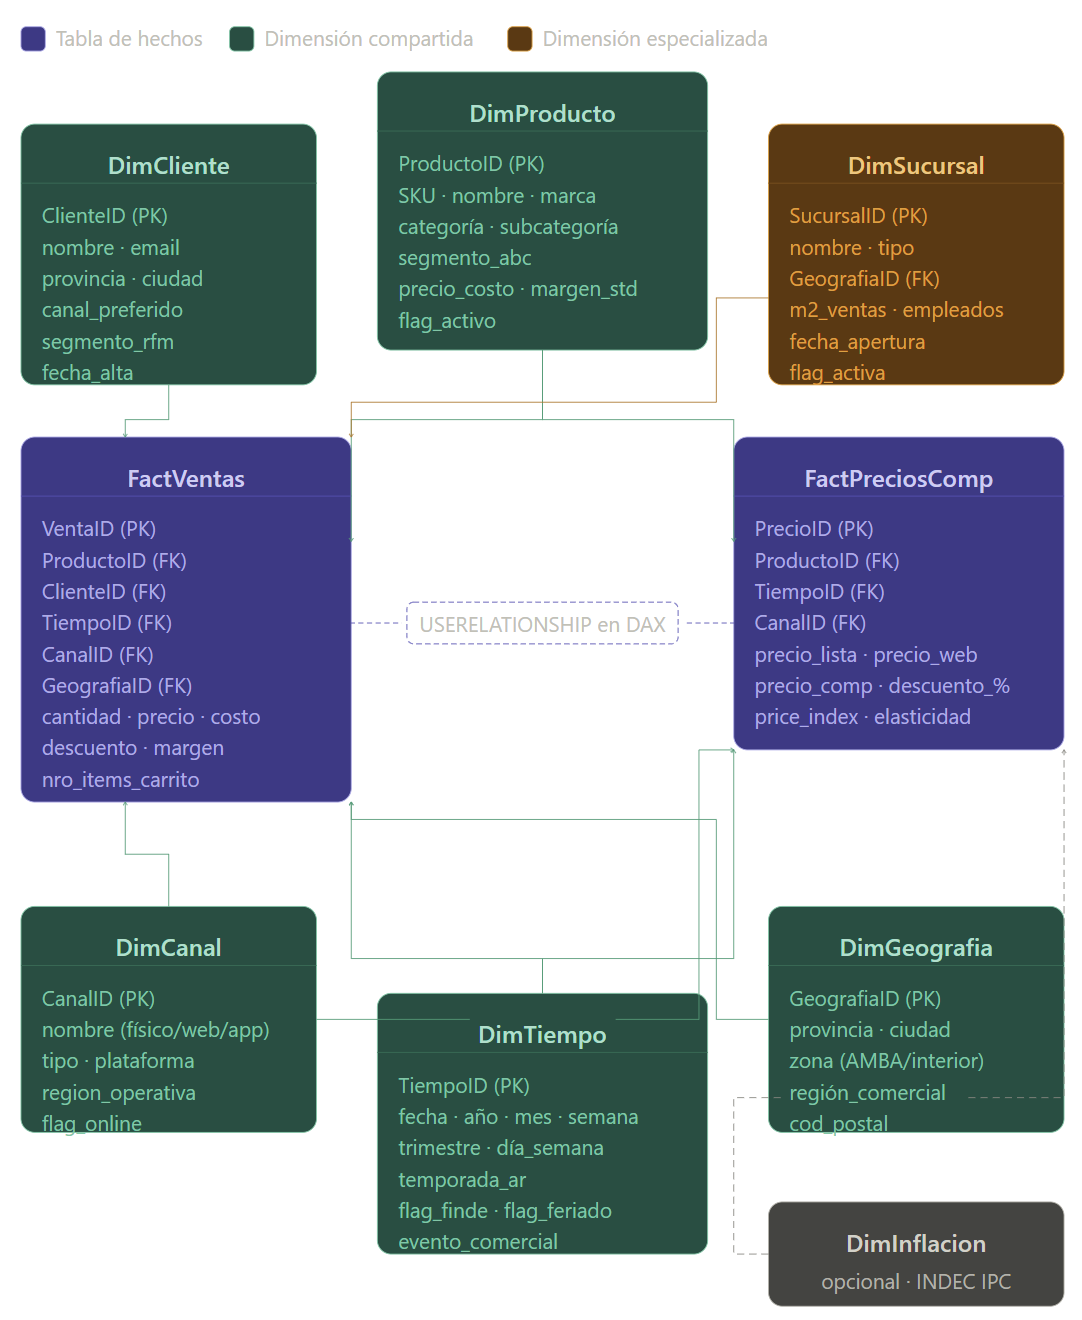 Tabla de hechos
Dimensión compartida
Dimensión especializada
DimProducto
ProductoID (PK)
SKU · nombre · marca
categoría · subcategoría
segmento_abc
precio_costo · margen_std
flag_activo
DimCliente
ClienteID (PK)
nombre · email
provincia · ciudad
canal_preferido
segmento_rfm
fecha_alta
DimSucursal
SucursalID (PK)
nombre · tipo
GeografiaID (FK)
m2_ventas · empleados
fecha_apertura
flag_activa
FactVentas
VentaID (PK)
ProductoID (FK)
ClienteID (FK)
TiempoID (FK)
CanalID (FK)
GeografiaID (FK)
cantidad · precio · costo
descuento · margen
nro_items_carrito
USERELATIONSHIP en DAX
FactPreciosComp
PrecioID (PK)
ProductoID (FK)
TiempoID (FK)
CanalID (FK)
precio_lista · precio_web
precio_comp · descuento_%
price_index · elasticidad
DimCanal
CanalID (PK)
nombre (físico/web/app)
tipo · plataforma
region_operativa
flag_online
DimTiempo
TiempoID (PK)
fecha · año · mes · semana
trimestre · día_semana
temporada_ar
flag_finde · flag_feriado
evento_comercial
DimGeografia
GeografiaID (PK)
provincia · ciudad
zona (AMBA/interior)
región_comercial
cod_postal
DimInflacion
opcional · INDEC IPC